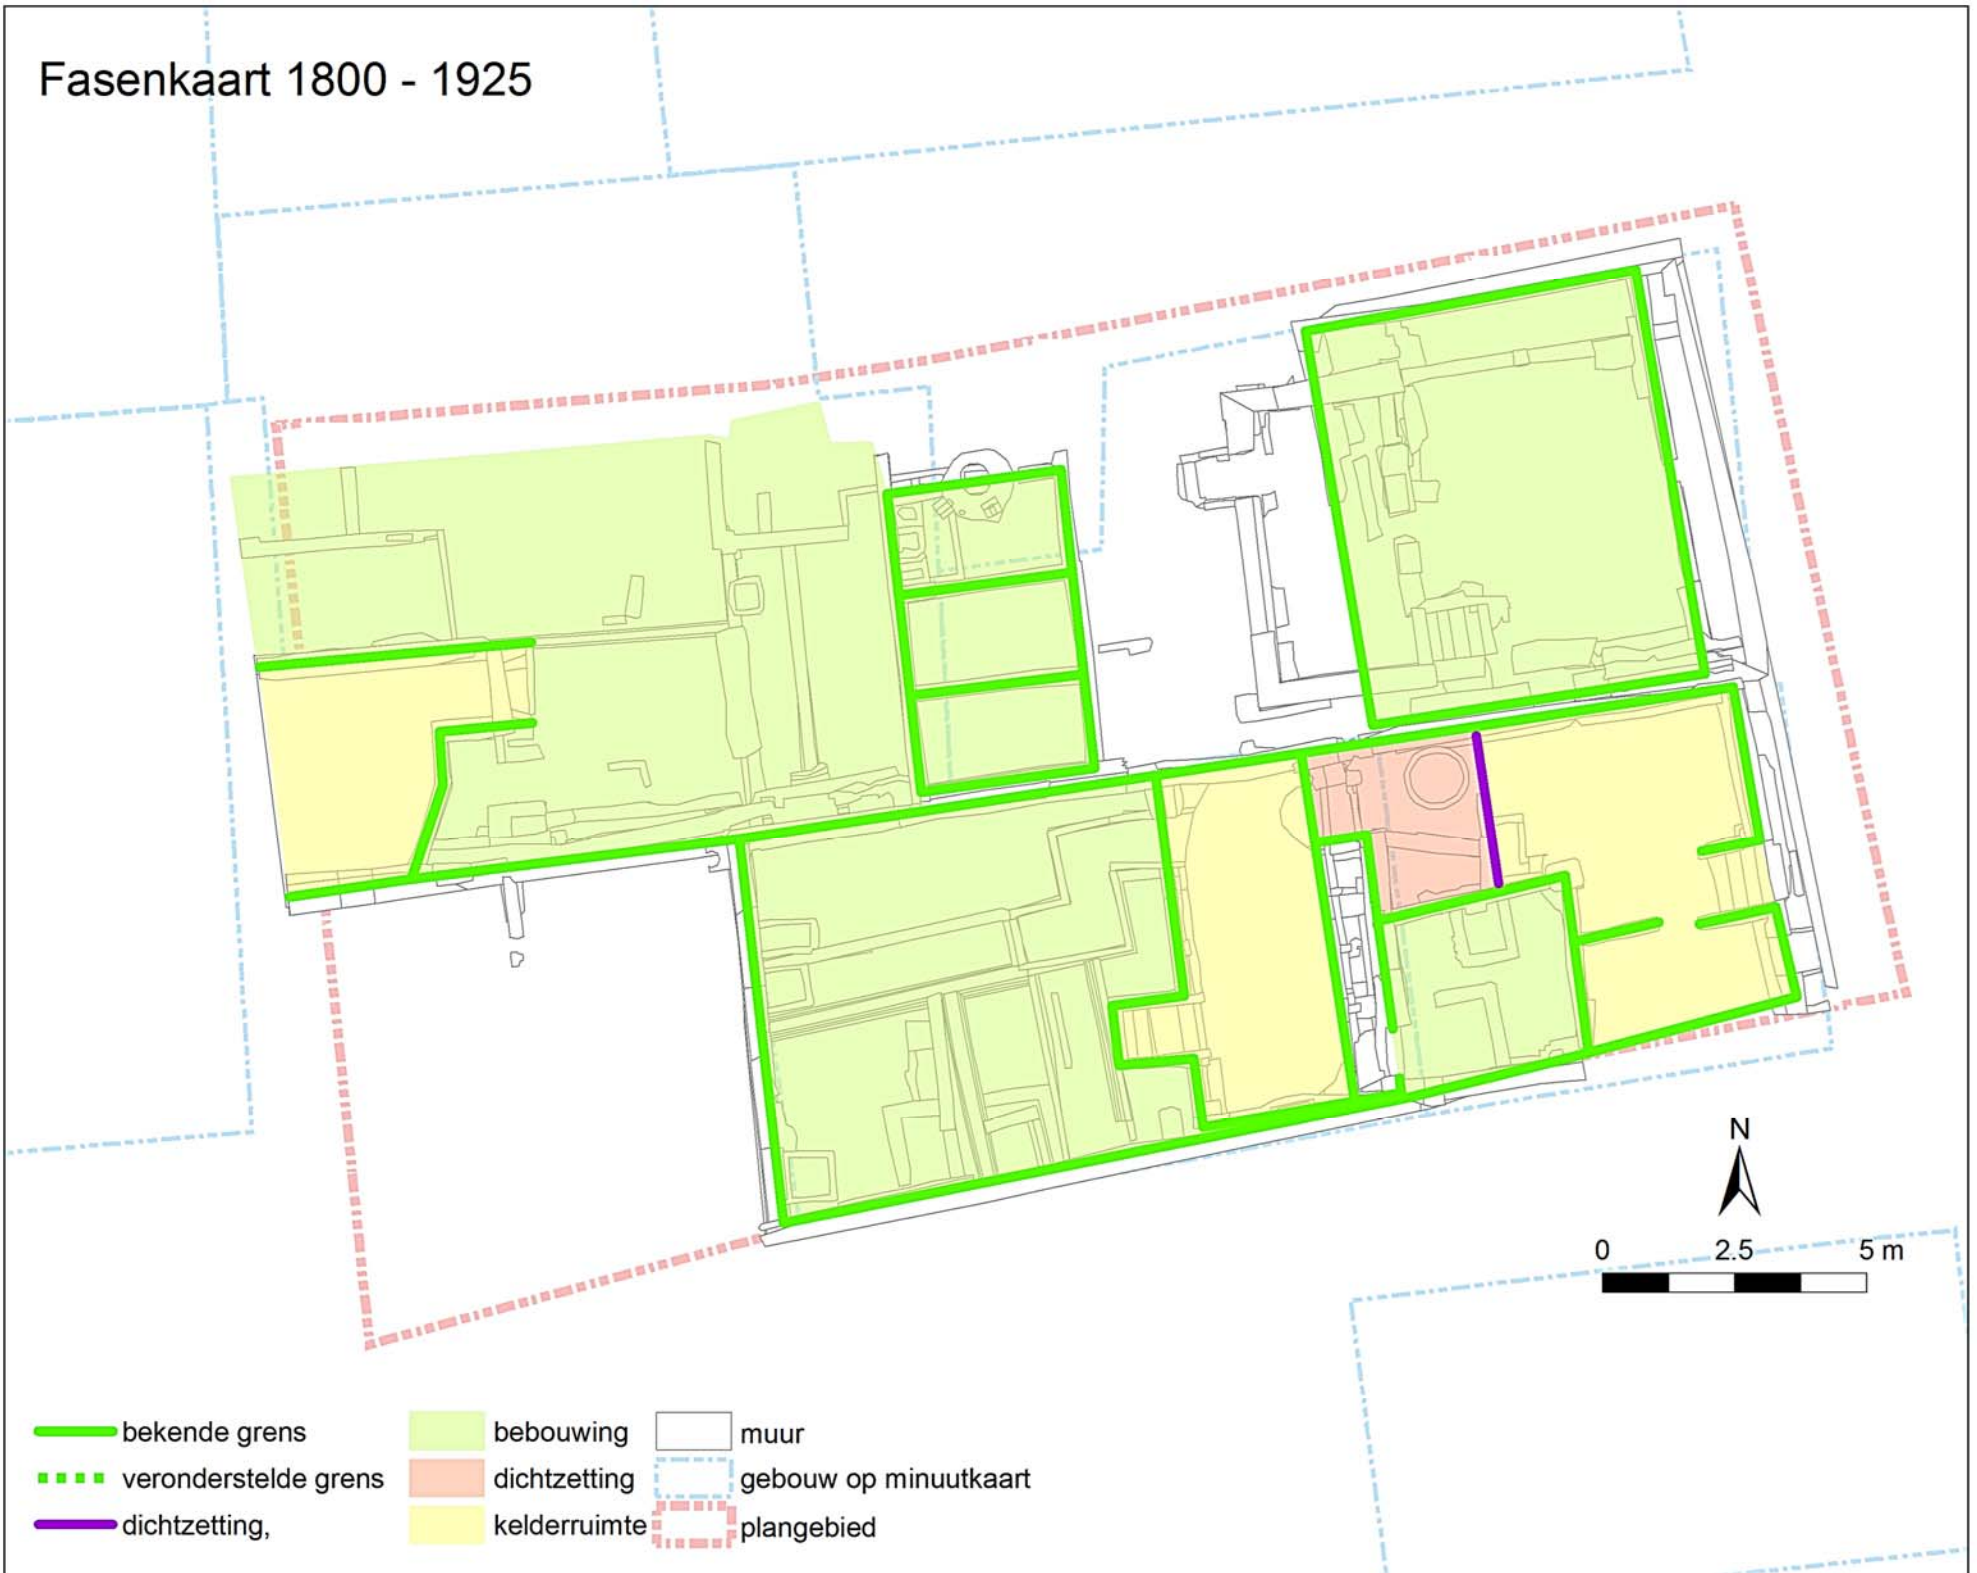 Fasenkaart 1800 - 1925
N
0 2.5 5 m
bekende grens
veronderstelde grens
dichtzetting,
bebouwing
dichtzetting
kelderruimte
muur
gebouw op minuutkaart
plangebied